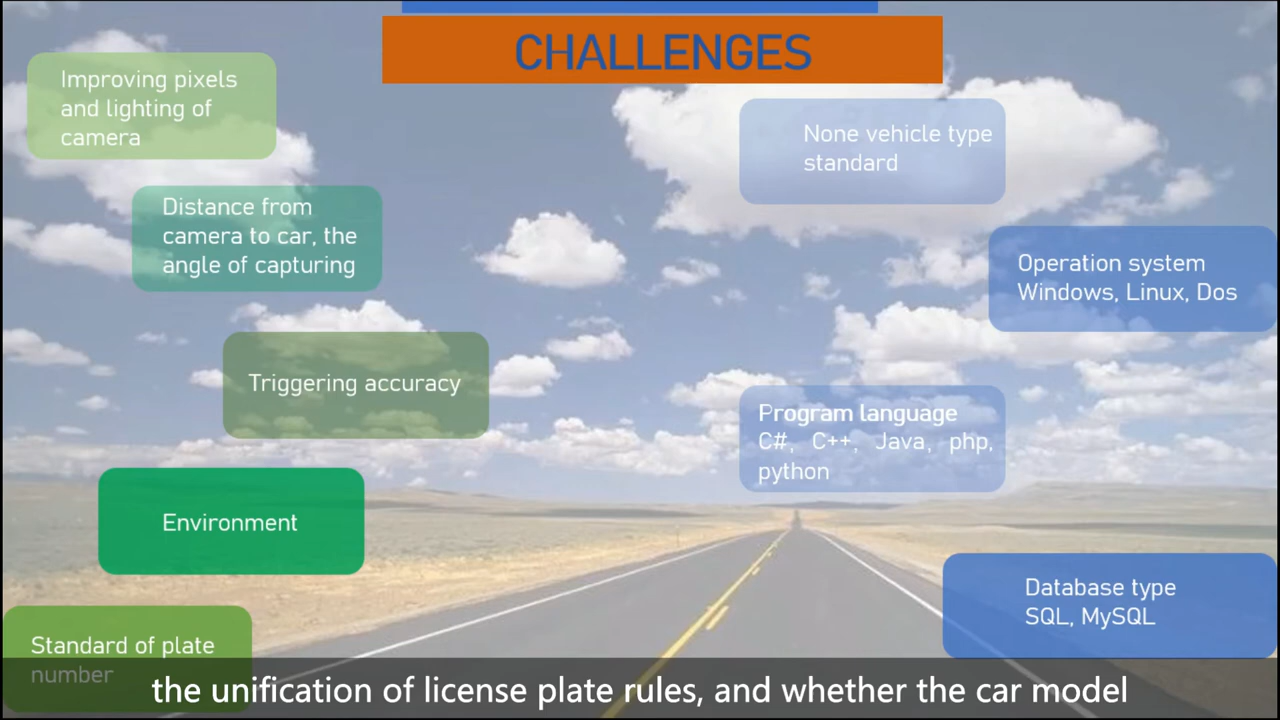 CHALLENGES
Improving pixels
and lighting of
camera
Distance from
camera to car, the
angle of capturing
Triggering accuracy
Environment
Standard of plate
number
None vehicle type
standard
Operation system
Windows, Linux, Dos
Program language
C#, C++, Java, php,
python
Database type
SQL, MySQL
the unification of license plate rules, and whether the car model